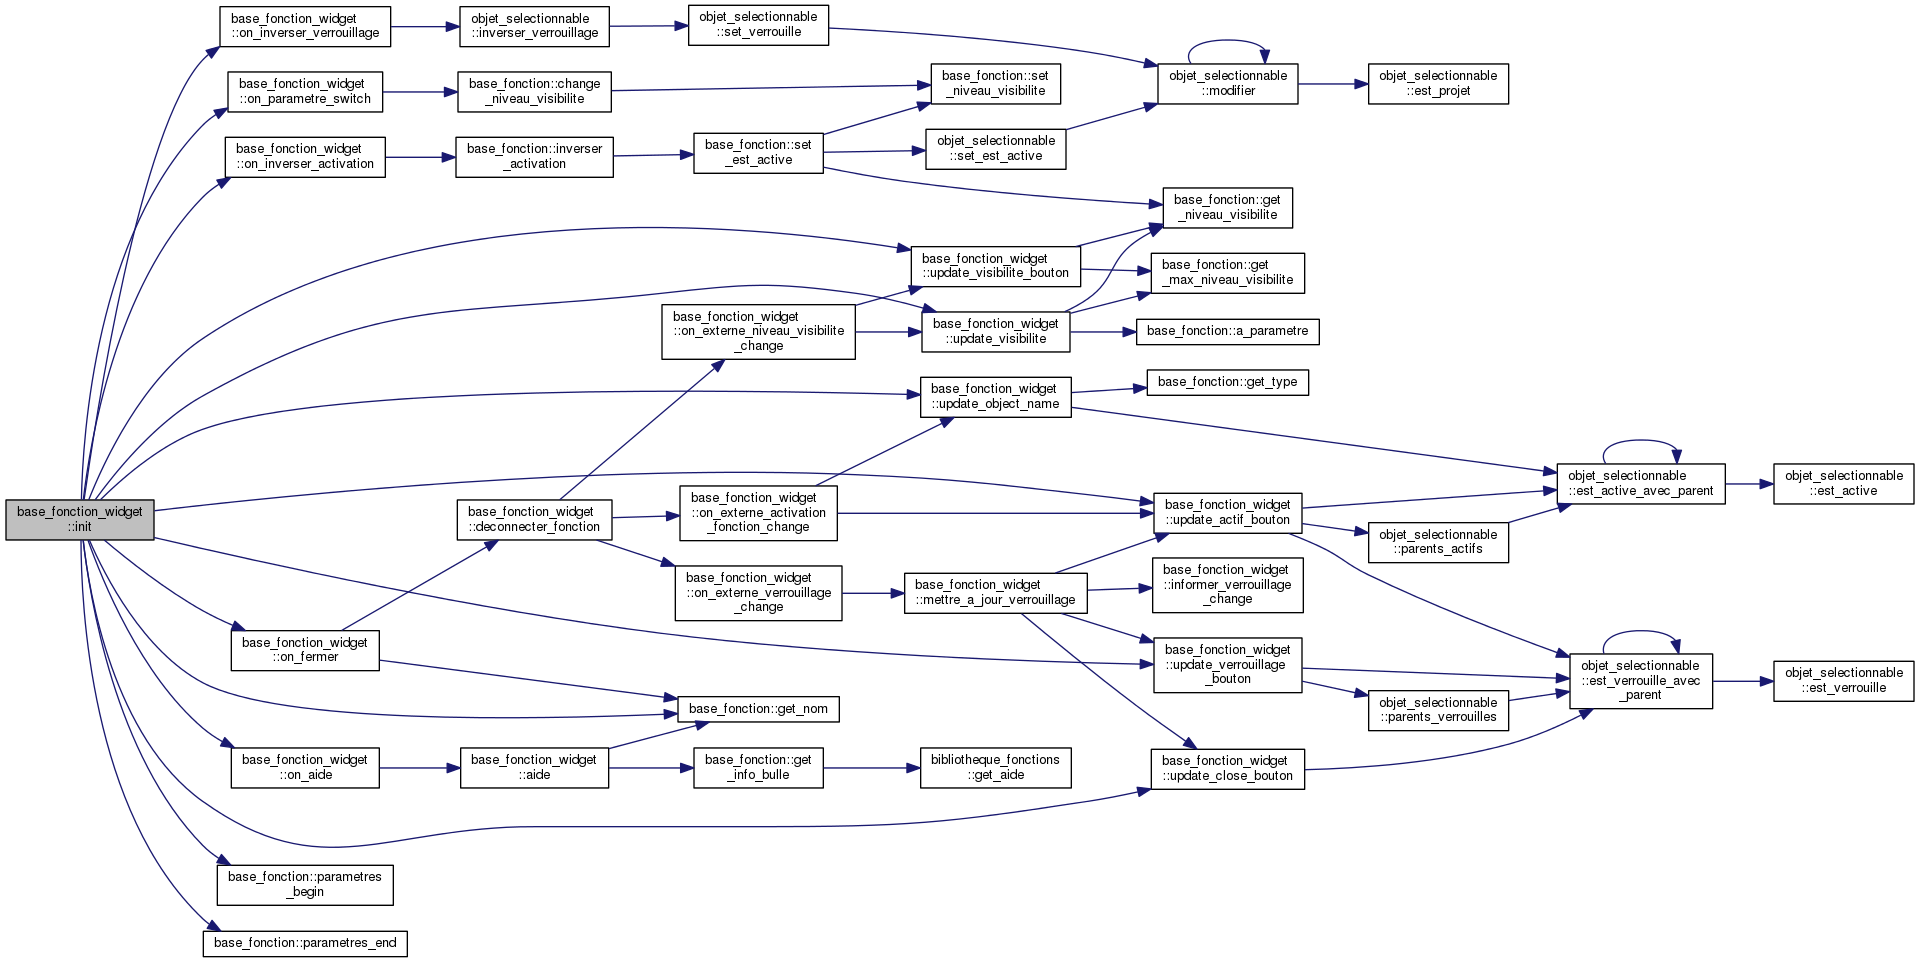 base_fonction_widget
::init
base_fonction_widget
::on_inverser_verrouillage
objet_selectionnable
::inverser_verrouillage
objet_selectionnable
::set_verrouille
base_fonction_widget
::on_parametre_switch
base_fonction::change
_niveau_visibilite
base_fonction::set
_niveau_visibilite
objet_selectionnable
::modifier
objet_selectionnable
::est_projet
base_fonction_widget
::on_inverser_activation
base_fonction::inverser
_activation
base_fonction::set
_est_active
objet_selectionnable
::set_est_active
base_fonction::get
_niveau_visibilite
base_fonction_widget
::update_visibilite_bouton
base_fonction::get
_max_niveau_visibilite
base_fonction_widget
::on_externe_niveau_visibilite
_change
base_fonction_widget
::update_visibilite
base_fonction::a_parametre
base_fonction_widget
::update_object_name
base_fonction::get_type
objet_selectionnable
::est_active_avec_parent
objet_selectionnable
::est_active
base_fonction_widget
::deconnecter_fonction
base_fonction_widget
::on_externe_activation
_fonction_change
base_fonction_widget
::update_actif_bouton
objet_selectionnable
::parents_actifs
base_fonction_widget
::on_externe_verrouillage
_change
base_fonction_widget
::mettre_a_jour_verrouillage
base_fonction_widget
::informer_verrouillage
_change
base_fonction_widget
::on_fermer
base_fonction_widget
::update_verrouillage
_bouton
objet_selectionnable
::est_verrouille_avec
_parent
objet_selectionnable
::est_verrouille
base_fonction::get_nom
objet_selectionnable
::parents_verrouilles
base_fonction_widget
::on_aide
base_fonction_widget
::aide
base_fonction::get
_info_bulle
bibliotheque_fonctions
::get_aide
base_fonction_widget
::update_close_bouton
base_fonction::parametres
_begin
base_fonction::parametres_end